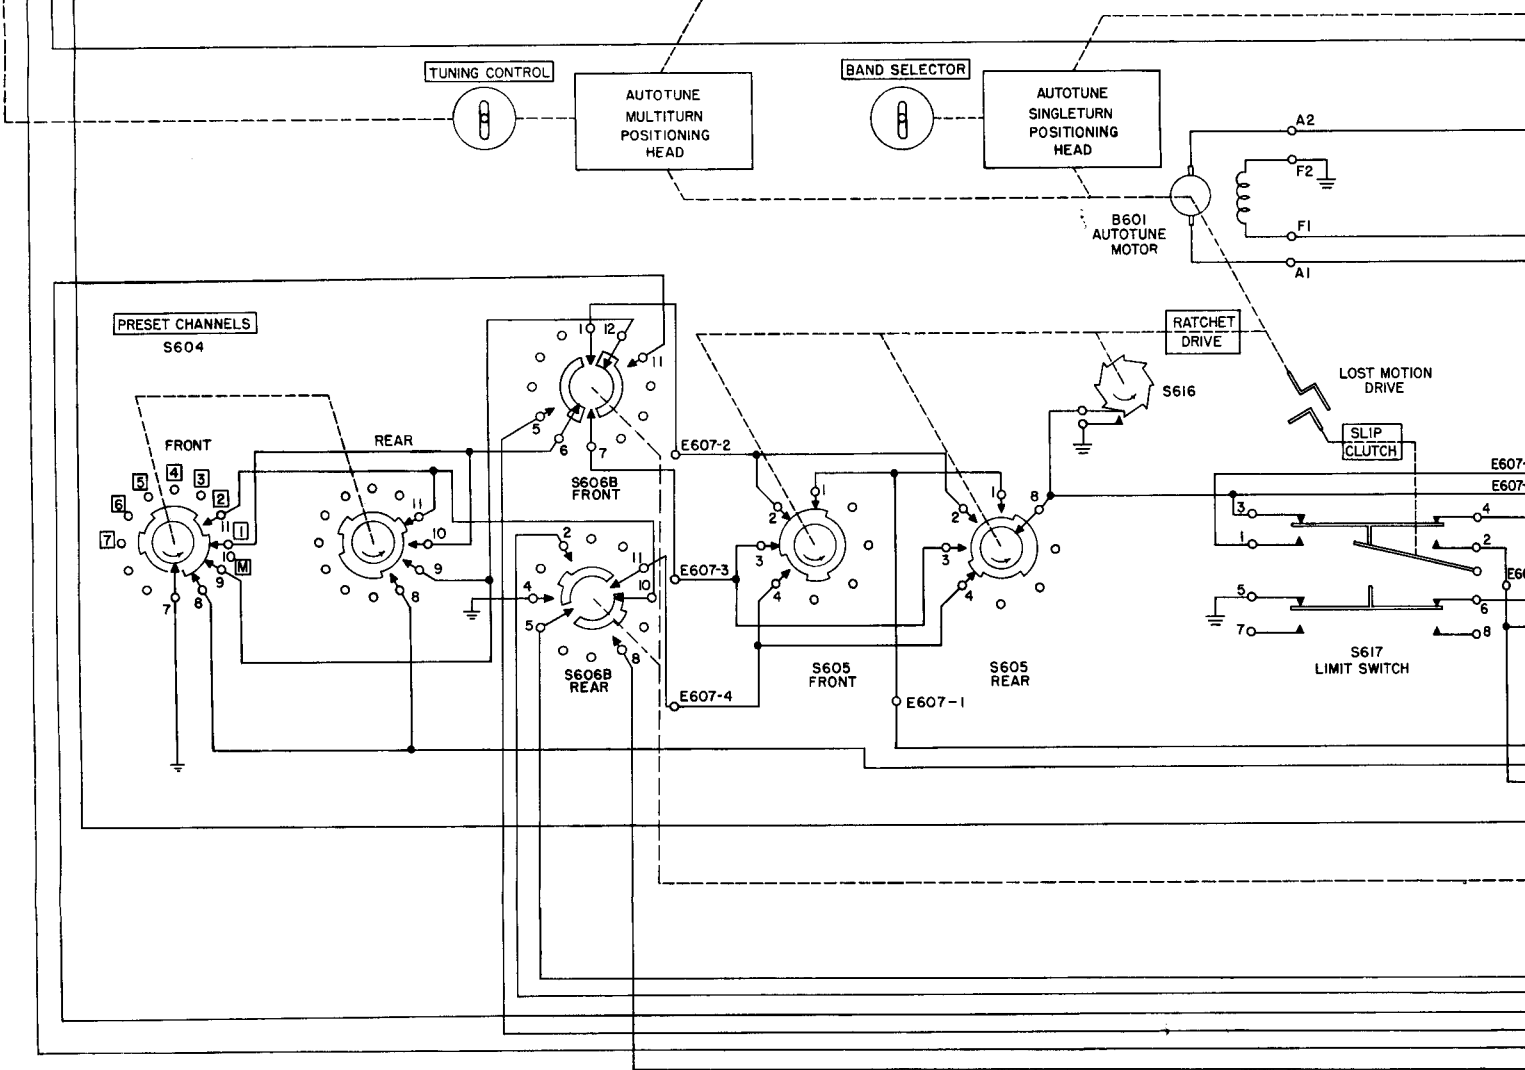 TUNING CONTROL
BAND SELECTOR
AUTOTUNE
MULTITURN
POSITIONING
HEAD
AUTOTUNE
SINGLETURN
POSITIONING
HEAD
A2
F2
F1
A1
B601
AUTOTUNE
MOTOR
PRESET CHANNELS
S604
RATCHET
DRIVE
LOST MOTION
DRIVE
SLIP
CLUTCH
S616
FRONT
7
6
5
4
3
2
1
M
11
10
9
8
7
REAR
11
10
9
8
1
12
11
5
6
7
S606B
FRONT
2
4
5
11
10
8
S606B
REAR
E607-2
E607-3
E607-4
1
2
3
4
S605
FRONT
E607-1
1
8
2
3
4
S605
REAR
E607-
E607-
3
1
5
7
4
2
E60
6
8
S617
LIMIT SWITCH